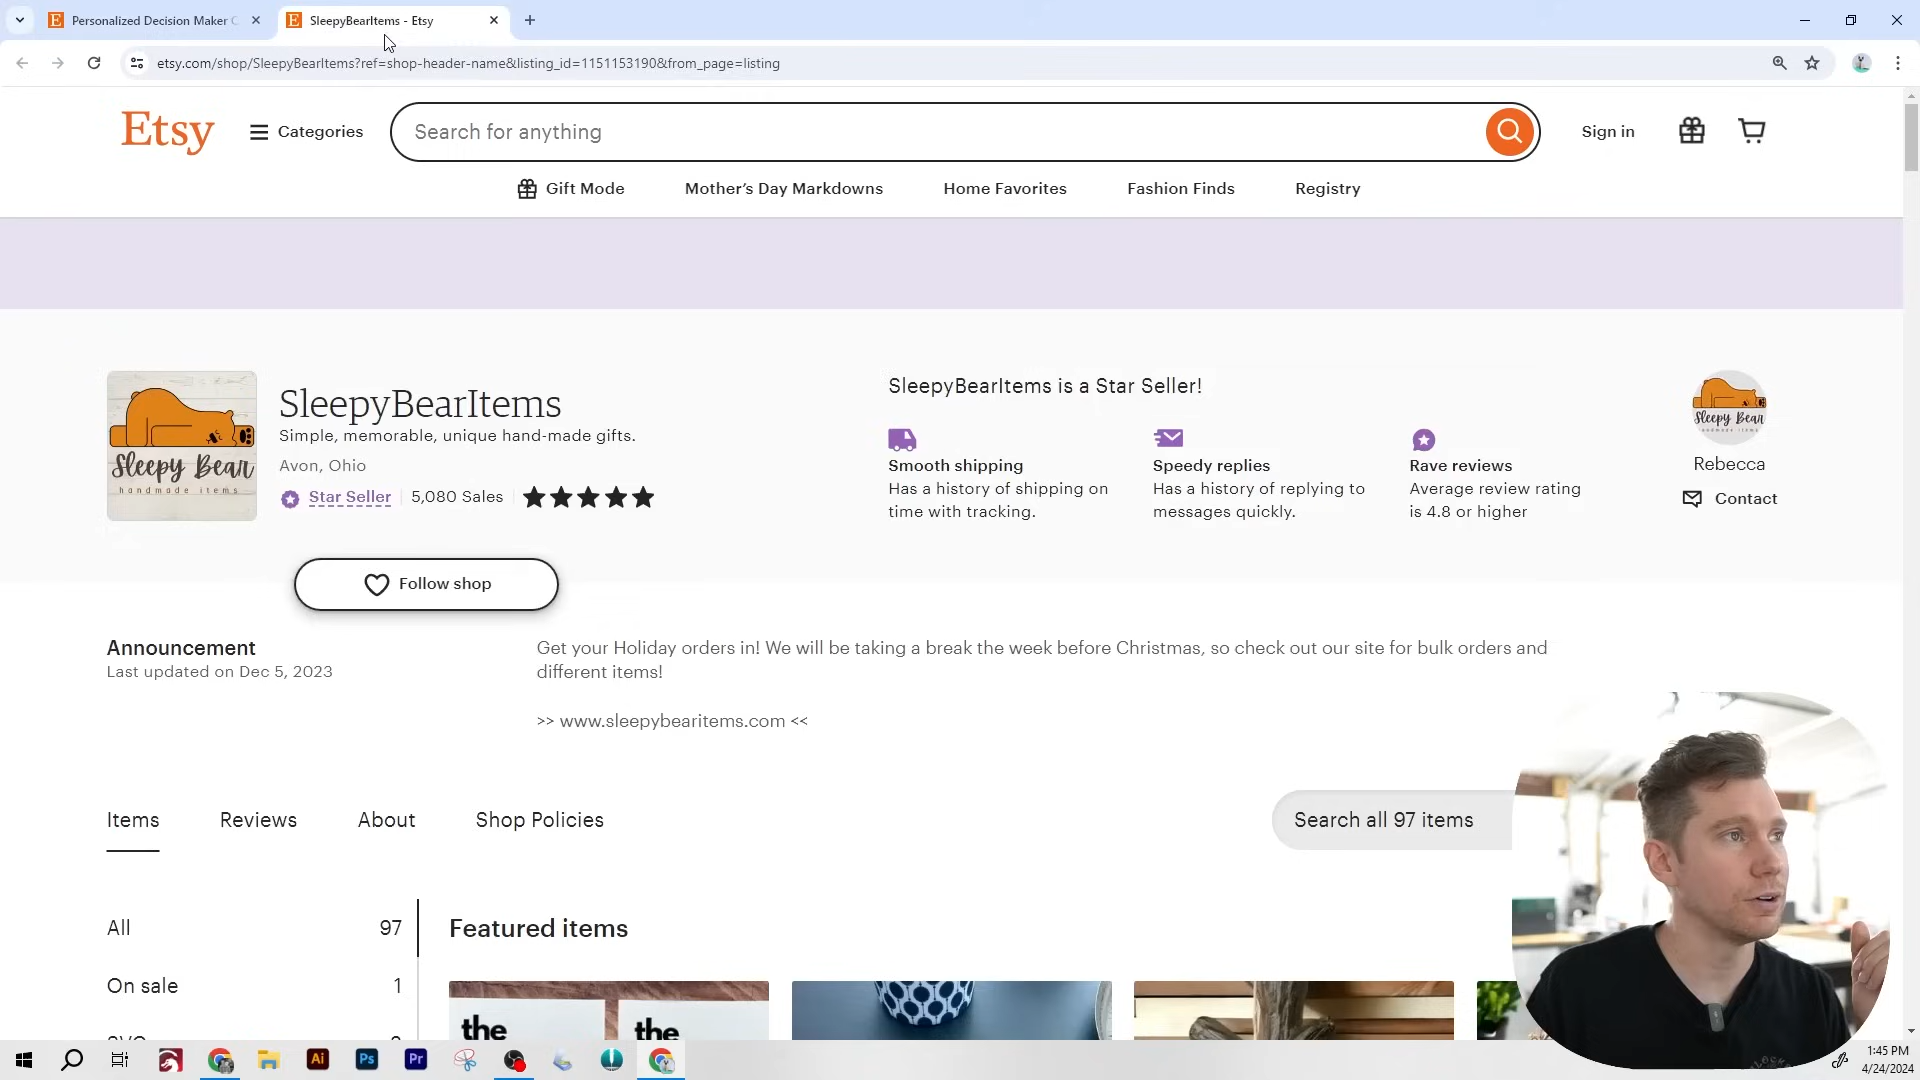 Personalized Decision Maker C
SleepyBearItems - Etsy
etsy.com/shop/SleepyBearItems?ref=shop-header-name&listing_id=1151153190&from_page=listing
Etsy
Categories
Search for anything
Sign in
Gift Mode
Mother's Day Markdowns
Home Favorites
Fashion Finds
Registry
Sleepy Bear
handmade items
SleepyBearItems
Simple, memorable, unique hand-made gifts.
Avon, Ohio
Star Seller
5,080 Sales
SleepyBearItems is a Star Seller!
Smooth shipping
Has a history of shipping on
time with tracking.
Speedy replies
Has a history of replying to
messages quickly.
Rave reviews
Average review rating
is 4.8 or higher
Sleepy Bear
handmade items
Rebecca
Contact
Follow shop
Announcement
Last updated on Dec 5, 2023
Get your Holiday orders in! We will be taking a break the week before Christmas, so check out our site for bulk orders and
different items!
>> www.sleepybearitems.com <<
Items
Reviews
About
Shop Policies
Search all 97 items
All 97
On sale 1
Featured items
the
the
Ai
Ps
Pr
1:45 PM
4/24/2024